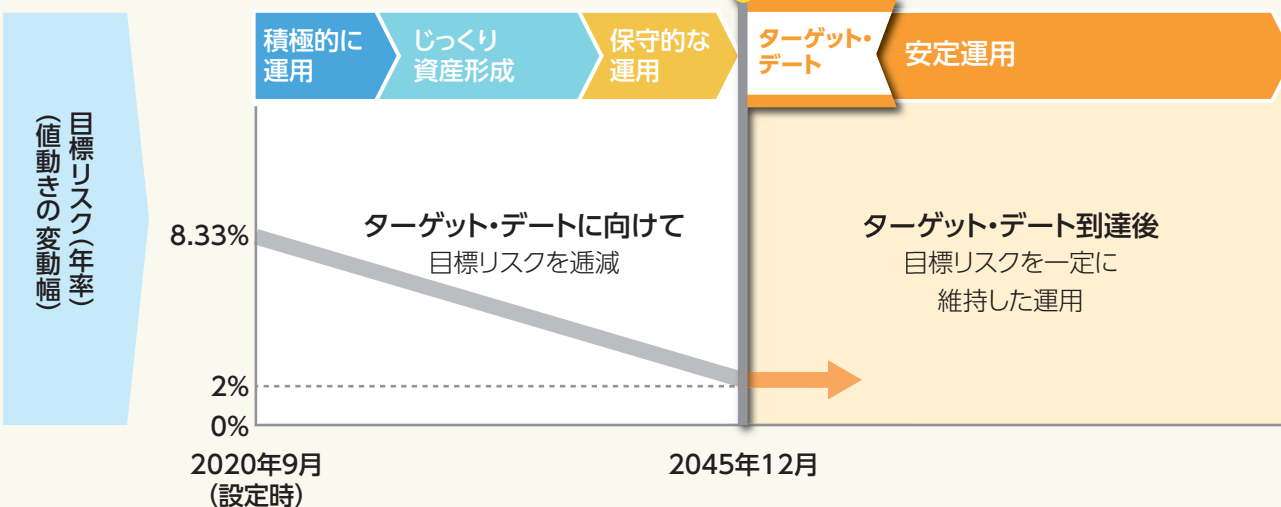 積極的に
運用
じっくり
資産形成
保守的な
運用
ターゲット・
デート
安定運用
目標リスク(年率)
(値動きの変動幅)
8.33%
2%
0%
ターゲット・デートに向けて
目標リスクを逓減
ターゲット・デート到達後
目標リスクを一定に
維持した運用
2020年9月
(設定時)
2045年12月